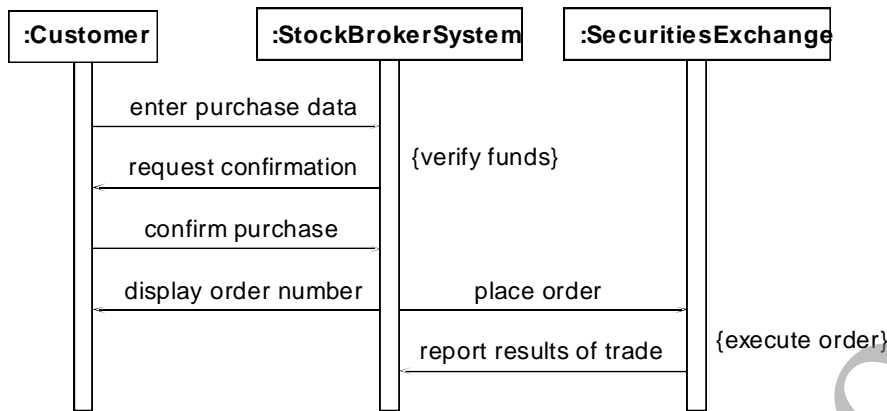 :Customer
:StockBrokerSystem
:SecuritiesExchange
enter purchase data
{verify funds}
request confirmation
confirm purchase
display order number
place order
{execute order}
report results of trade